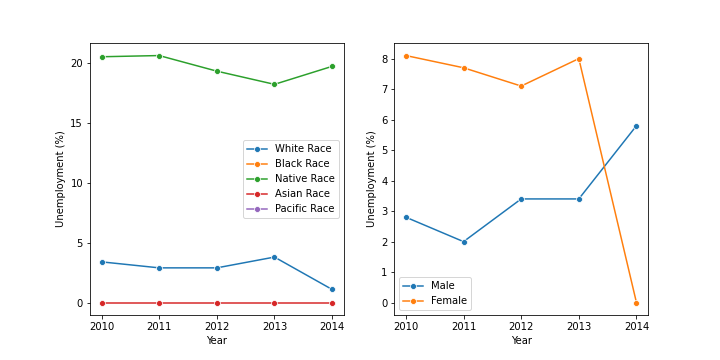 Unemployment (%)
20
15
10
5
0
White Race
Black Race
Native Race
Asian Race
Pacific Race
2010 2011 2012 2013 2014
Year
Unemployment (%)
8
7
6
5
4
3
2
1
0
Male
Female
2010 2011 2012 2013 2014
Year